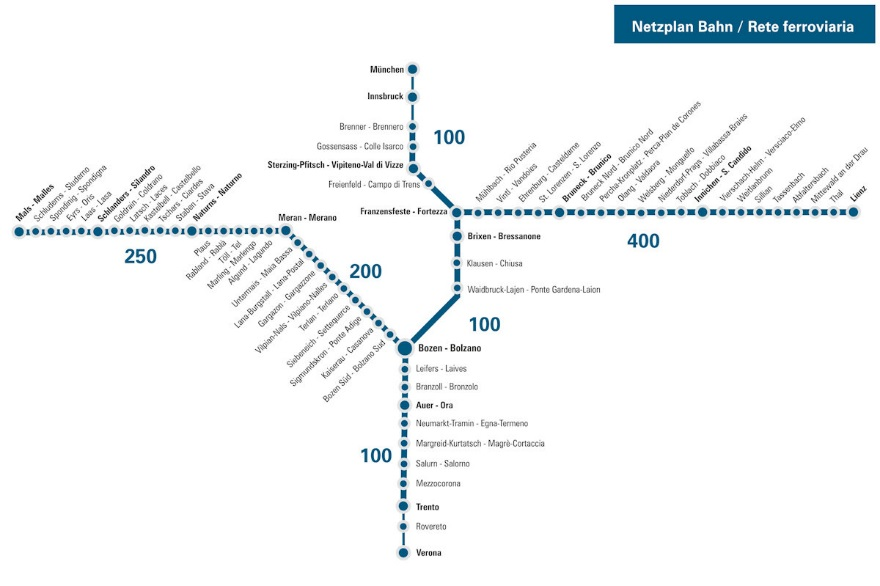 Netzplan Bahn / Rete ferroviaria
München
Innsbruck
Brenner - Brennero
Gossensass - Colle Isarco
Sterzing-Pfitsch - Vipiteno-Val di Vizze
Freienfeld - Campo di Trens
Franzensfeste - Fortezza
100
Mühlbach - Rio Pusteria
Vintl - Vandoies
Ehrenburg - Casteldarne
St. Lorenzen - S. Lorenzo
Bruneck - Brunico
Bruneck Nord - Brunico Nord
Percha-Kronplatz - Perca-Plan de Corones
Olang - Valdaora
Welsberg - Monguelfo
Niederdorf Prags - Villabassa-Braies
Toblach - Dobbiaco
Innichen - S. Candido
Vierschach-Helm - Versciaco-Elmo
Weitlanbrunn
Sillian
Tassenbach
Abfaltersbach
Mittewald an der Drau
Thal
Lienz
400
Mals - Malles
Schluderns - Sluderno
Spondinig - Spondigna
Eyrs - Oris
Laas - Lasa
Schlanders - Silandro
Goldrain - Coldrano
Latsch - Laces
Kastelbell - Castelbello
Tschars - Ciardes
Staben - Stava
Naturns - Naturno
250
Plaus
Rabland - Rablà
Töll - Tel
Marling - Marlengo
Algund - Lagundo
Meran - Merano
Untermais - Maia Bassa
Lana Burgstall - Lana-Postal
Gargazon - Gargazzone
Vilpian-Nals - Vilpiano-Nalles
Terlan - Terlano
Siebeneich - Settequerce
Sigmundskron - Ponte Adige
Kaiserau - Casanova
Bozen Süd - Bolzano Sud
200
Brixen - Bressanone
Klausen - Chiusa
Waidbruck-Lajen - Ponte Gardena-Laion
100
Bozen - Bolzano
Leifers - Laives
Branzoll - Bronzolo
Auer - Ora
Neumarkt-Tramin - Egna-Termeno
Margreid-Kurtatsch - Magrè-Cortaccia
Salurn - Salorno
Mezzocorona
Trento
Rovereto
Verona
100